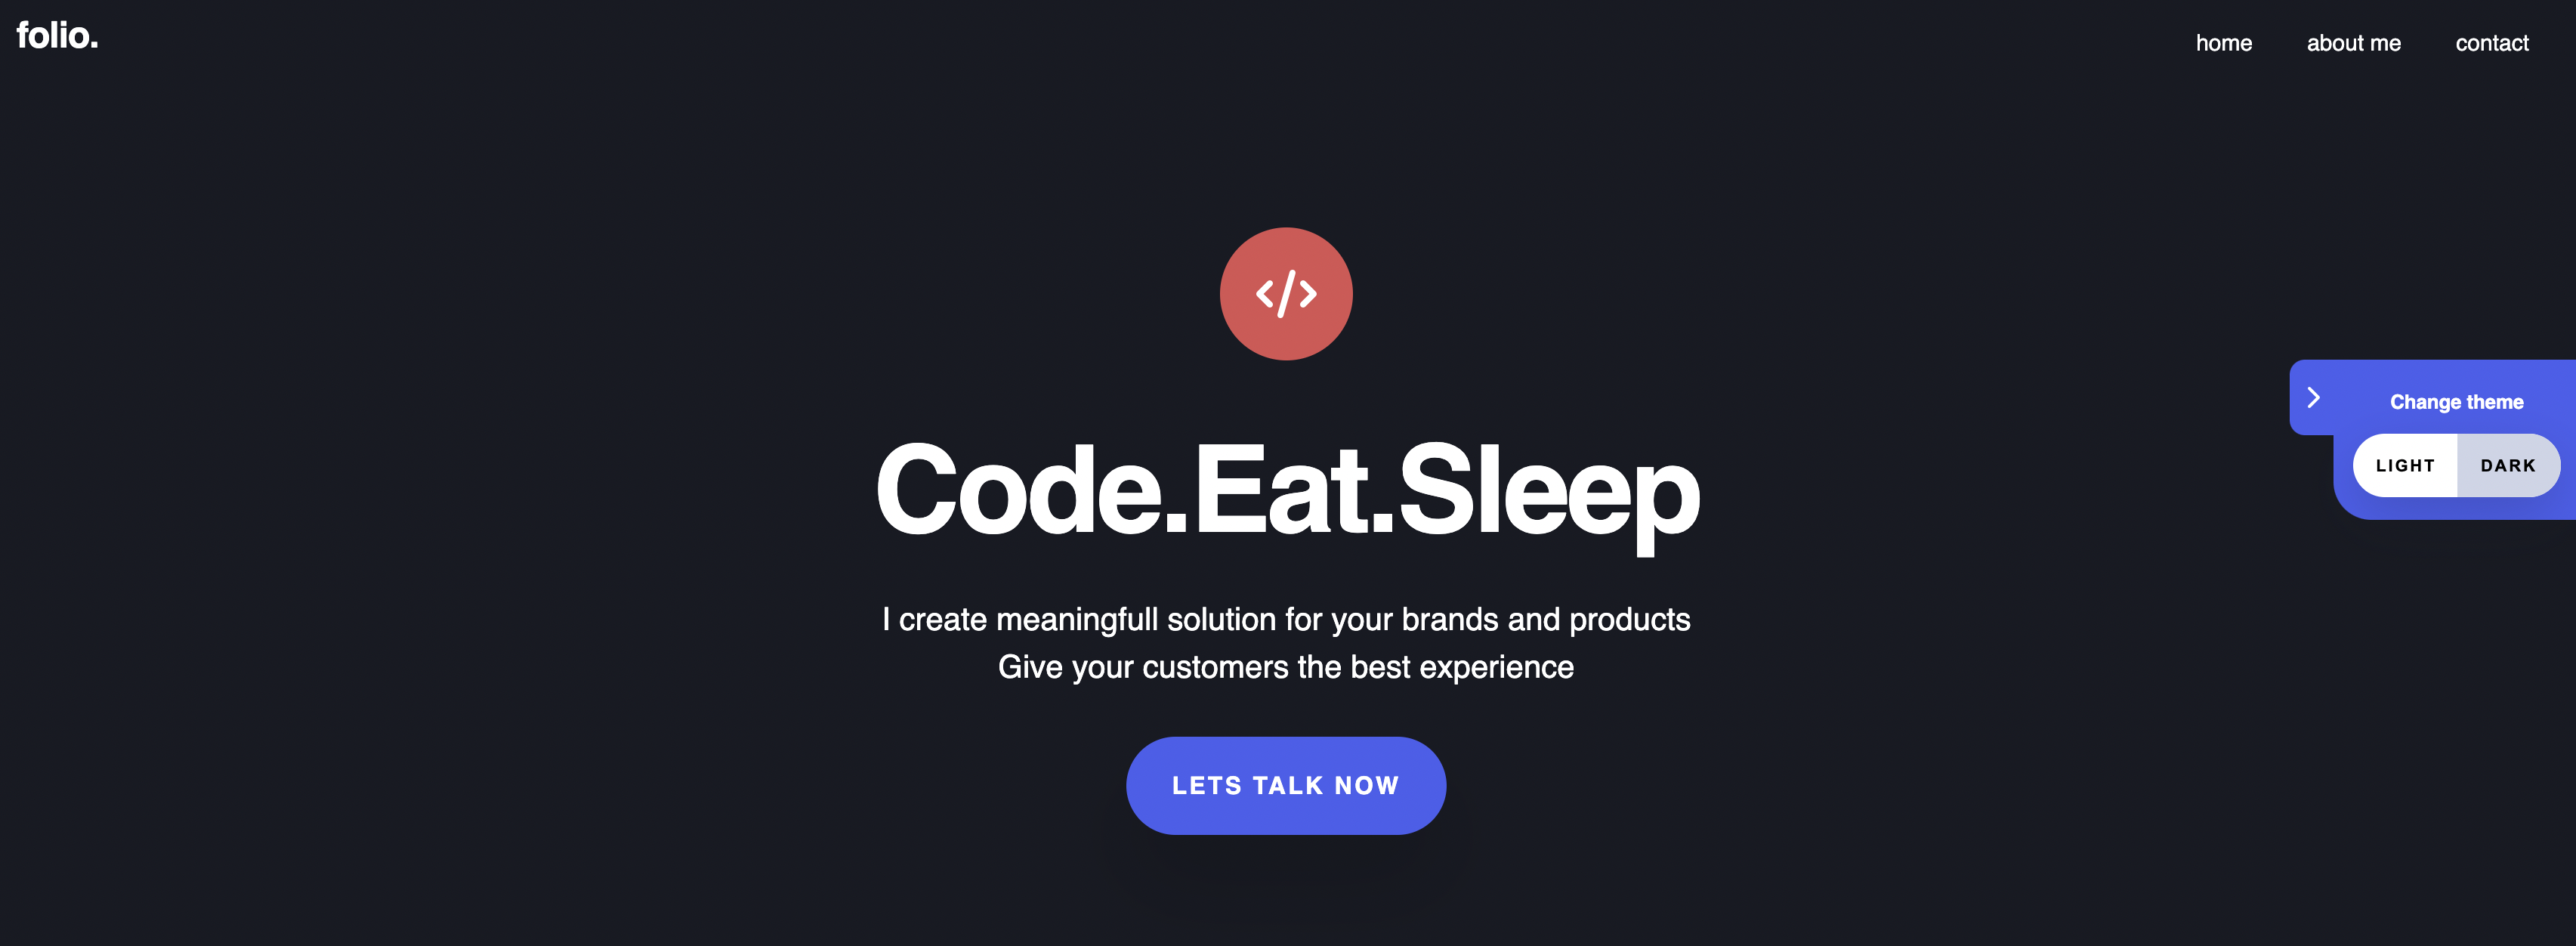 folio.
home about me contact
</>
Code.Eat.Sleep
Change theme
LIGHT DARK
I create meaningfull solution for your brands and products
Give your customers the best experience
LETS TALK NOW